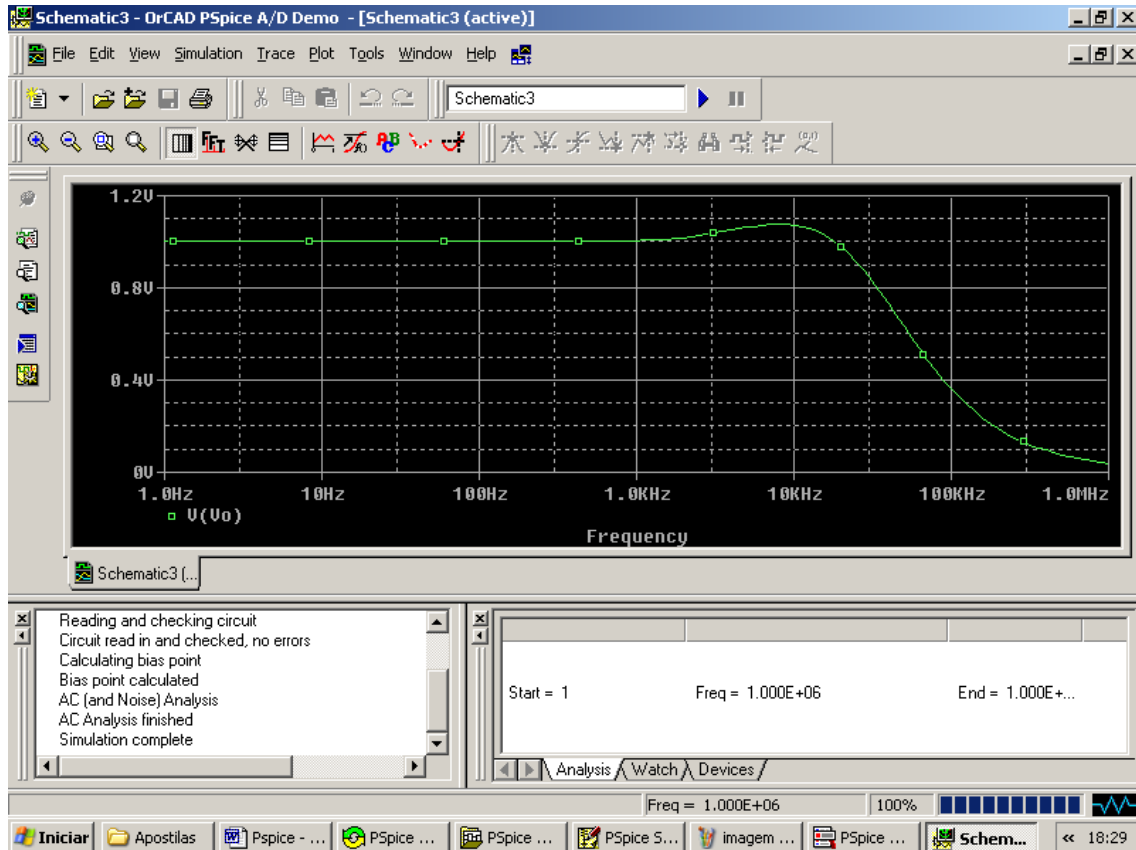 Schematic3 - OrCAD PSpice A/D Demo - [Schematic3 (active)]
File Edit View Simulation Trace Plot Tools Window Help
Schematic3
1.2V
0.8V
0.4V
0V
1.0Hz 10Hz 100Hz 1.0KHz 10KHz 100KHz 1.0MHz
V(Vo)
Frequency
Schematic3 (...
Reading and checking circuit
Circuit read in and checked, no errors
Calculating bias point
Bias point calculated
AC (and Noise) Analysis
AC Analysis finished
Simulation complete
Start = 1 Freq = 1.000E+06 End = 1.000E+...
Analysis Watch Devices
Freq = 1.000E+06 100%
Iniciar Apostilas Pspice - ... PSpice ... PSpice ... PSpice S... imagem ... PSpice ... Schem... « 18:29